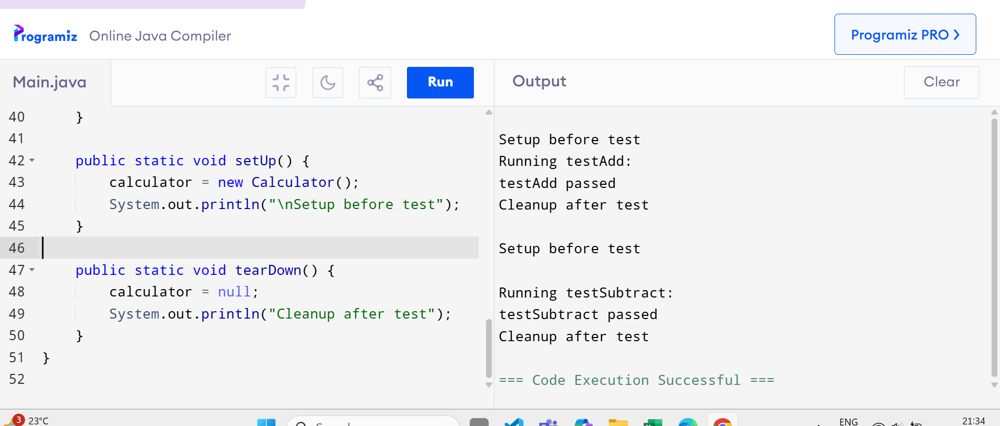 Programiz Online Java Compiler
Programiz PRO
Main.java
Run
Output
Clear
40 }
41
42 public static void setUp() {
43 calculator = new Calculator();
44 System.out.println("\nSetup before test");
45 }
46
47 public static void tearDown() {
48 calculator = null;
49 System.out.println("Cleanup after test");
50 }
51 }
52
Setup before test
Running testAdd:
testAdd passed
Cleanup after test
Setup before test
Running testSubtract:
testSubtract passed
Cleanup after test
=== Code Execution Successful ===
3 23°C
ENG
21:34